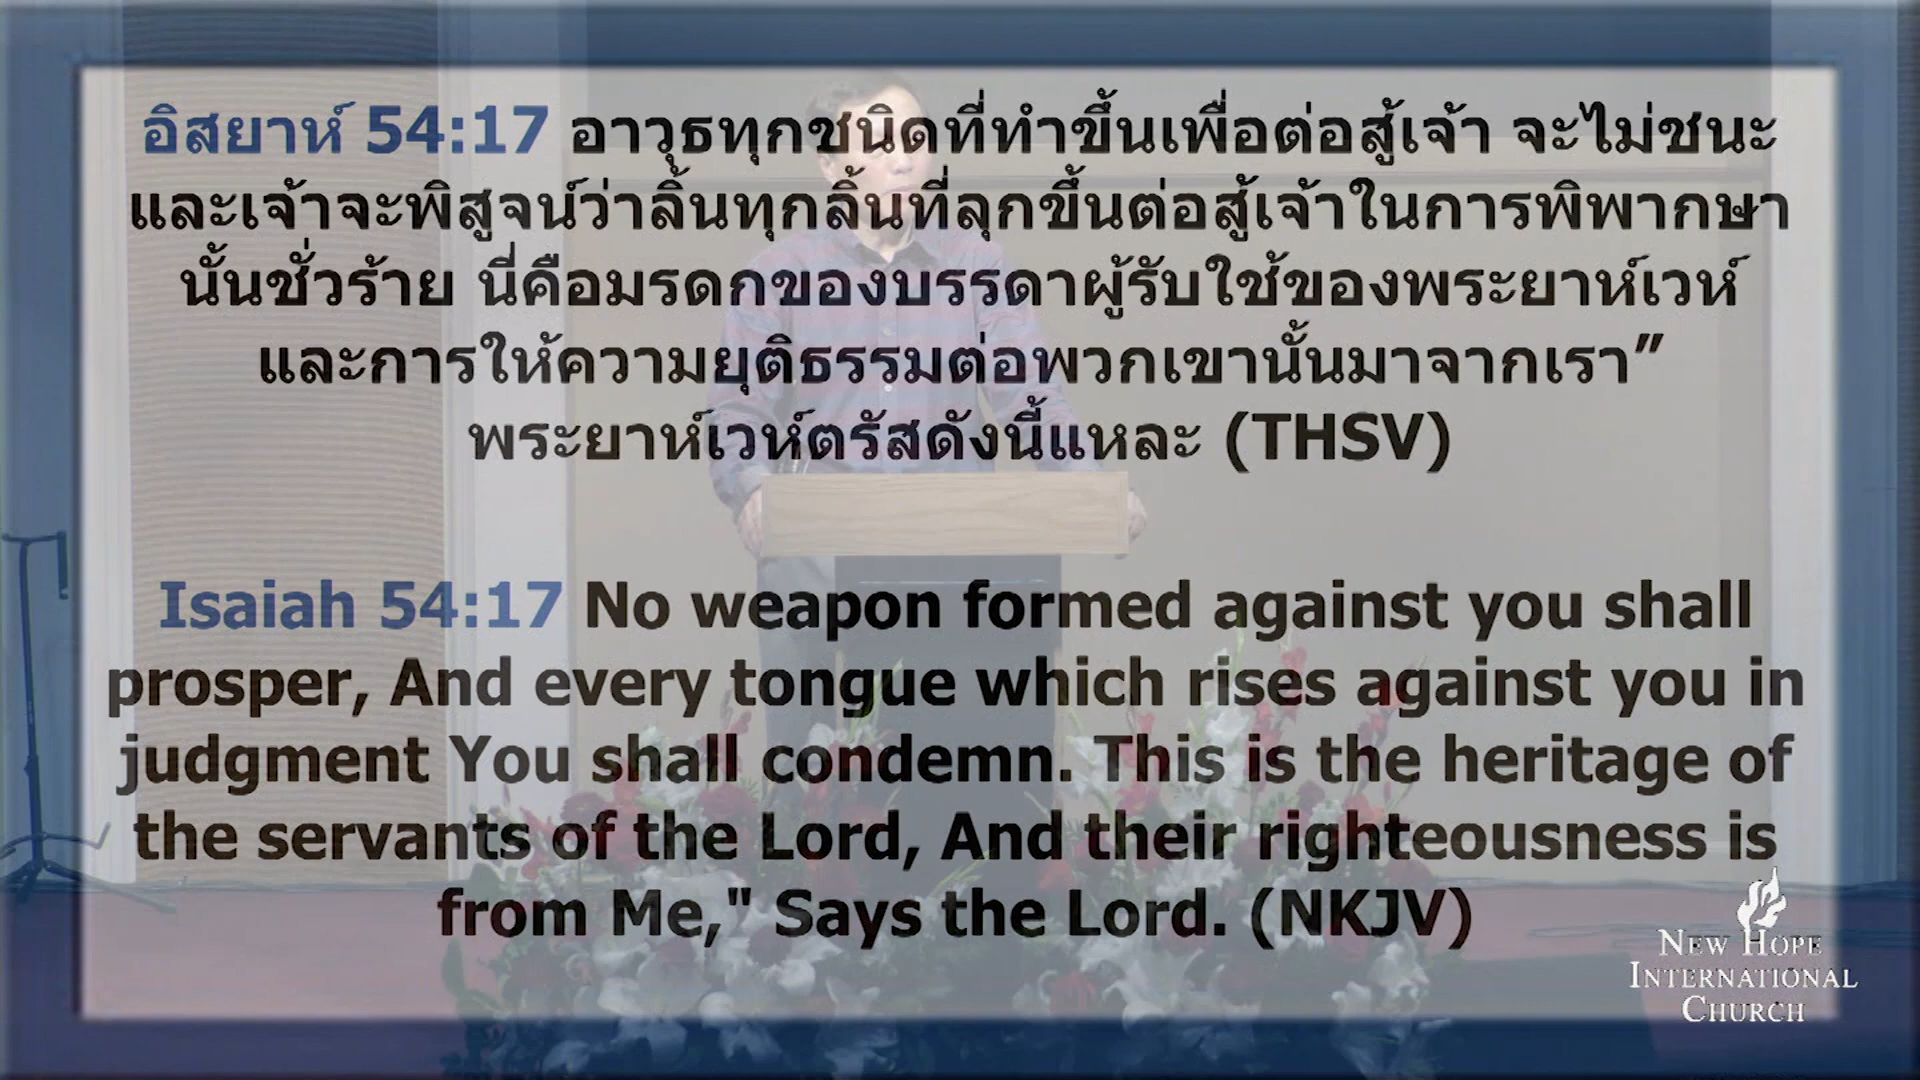 อิสยาห์ 54:17 อาวุธทุกชนิดที่ทำขึ้นเพื่อต่อสู้เจ้า จะไม่ชนะ
และเจ้าจะพิสูจน์ว่าลิ้นทุกลิ้นที่ลุกขึ้นต่อสู้เจ้าในการพิพากษา
นั้นชั่วร้าย นี่คือมรดกของบรรดาผู้รับใช้ของพระยาห์เวห์
และการให้ความยุติธรรมต่อพวกเขานั้นมาจากเรา”
พระยาห์เวห์ตรัสดังนี้แหละ (THSV)
Isaiah 54:17 No weapon formed against you shall
prosper, And every tongue which rises against you in
judgment You shall condemn. This is the heritage of
the servants of the Lord, And their righteousness is
from Me," Says the Lord. (NKJV)
NEW HOPE
INTERNATIONAL
CHURCH